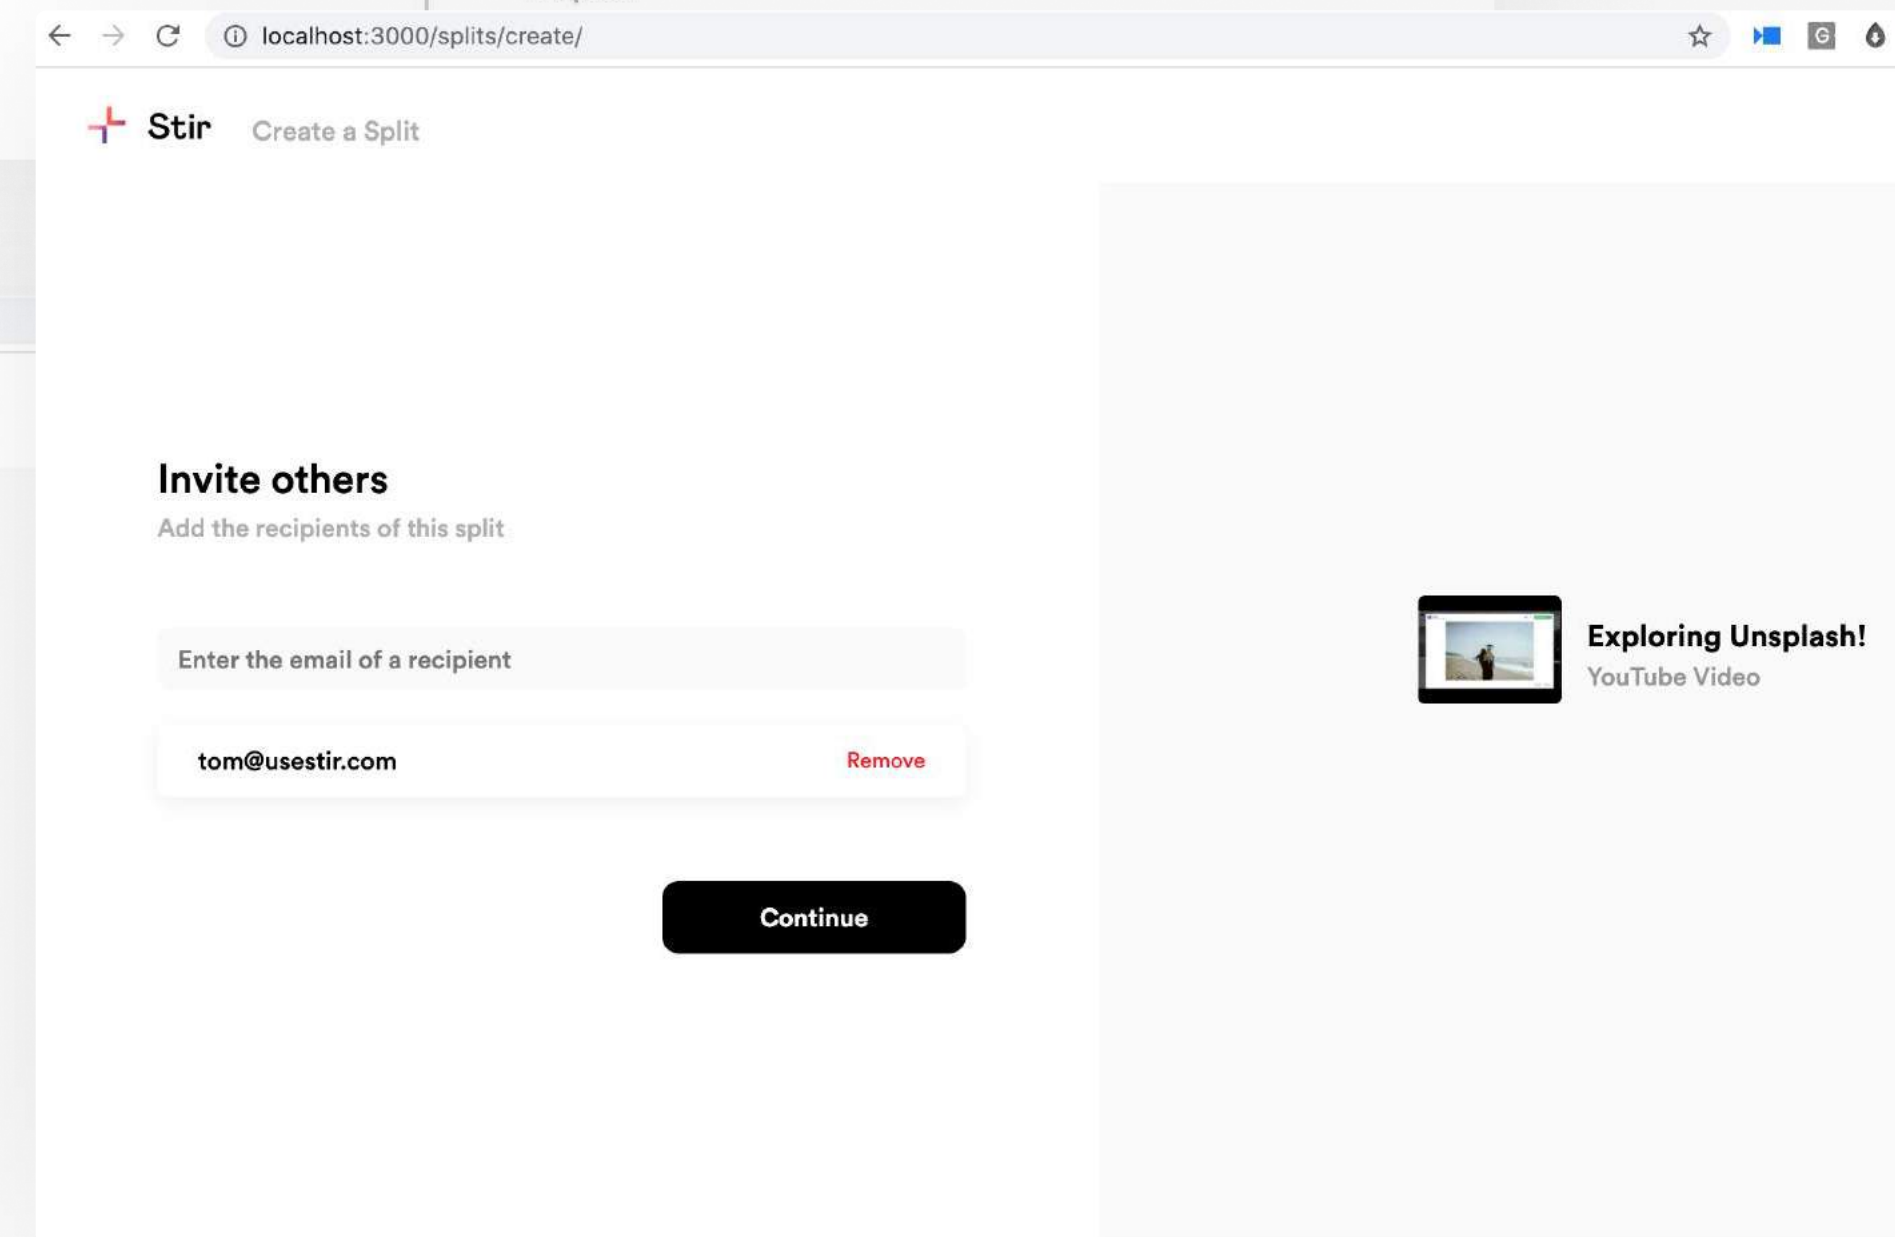 localhost:3000/splits/create/
G
Stir
Create a Split
Invite others
Add the recipients of this split
Enter the email of a recipient
tom@usestir.com
Remove
Continue
Exploring Unsplash!
YouTube Video